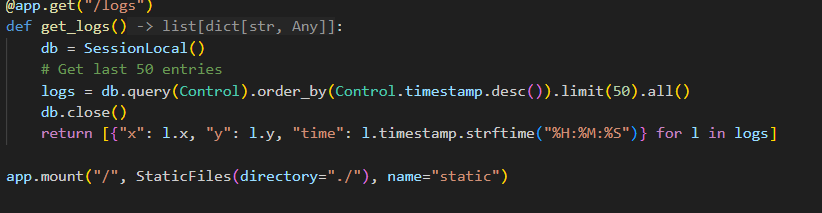 @app.get("/logs")
def get_logs() -> list[dict[str, Any]]:
    db = SessionLocal()
    # Get last 50 entries
    logs = db.query(Control).order_by(Control.timestamp.desc()).limit(50).all()
    db.close()
    return [{"x": l.x, "y": l.y, "time": l.timestamp.strftime("%H:%M:%S")} for l in logs]
app.mount("/", StaticFiles(directory="./"), name="static")